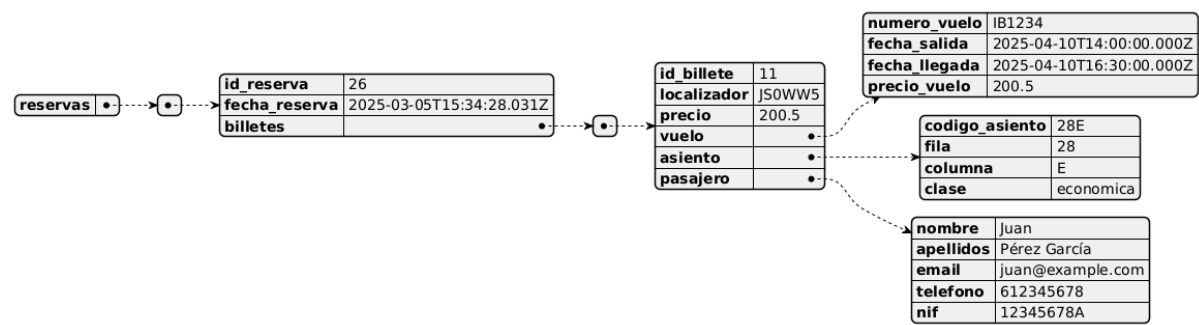 reservas
id_reserva 26
fecha_reserva 2025-03-05T15:34:28.031Z
billetes
id_billete 11
localizador JS0WW5
precio 200.5
vuelo
asiento
pasajero
numero_vuelo IB1234
fecha_salida 2025-04-10T14:00:00.000Z
fecha_llegada 2025-04-10T16:30:00.000Z
precio_vuelo 200.5
codigo_asiento 28E
fila 28
columna E
clase economica
nombre Juan
apellidos Pérez García
email juan@example.com
telefono 612345678
nif 12345678A